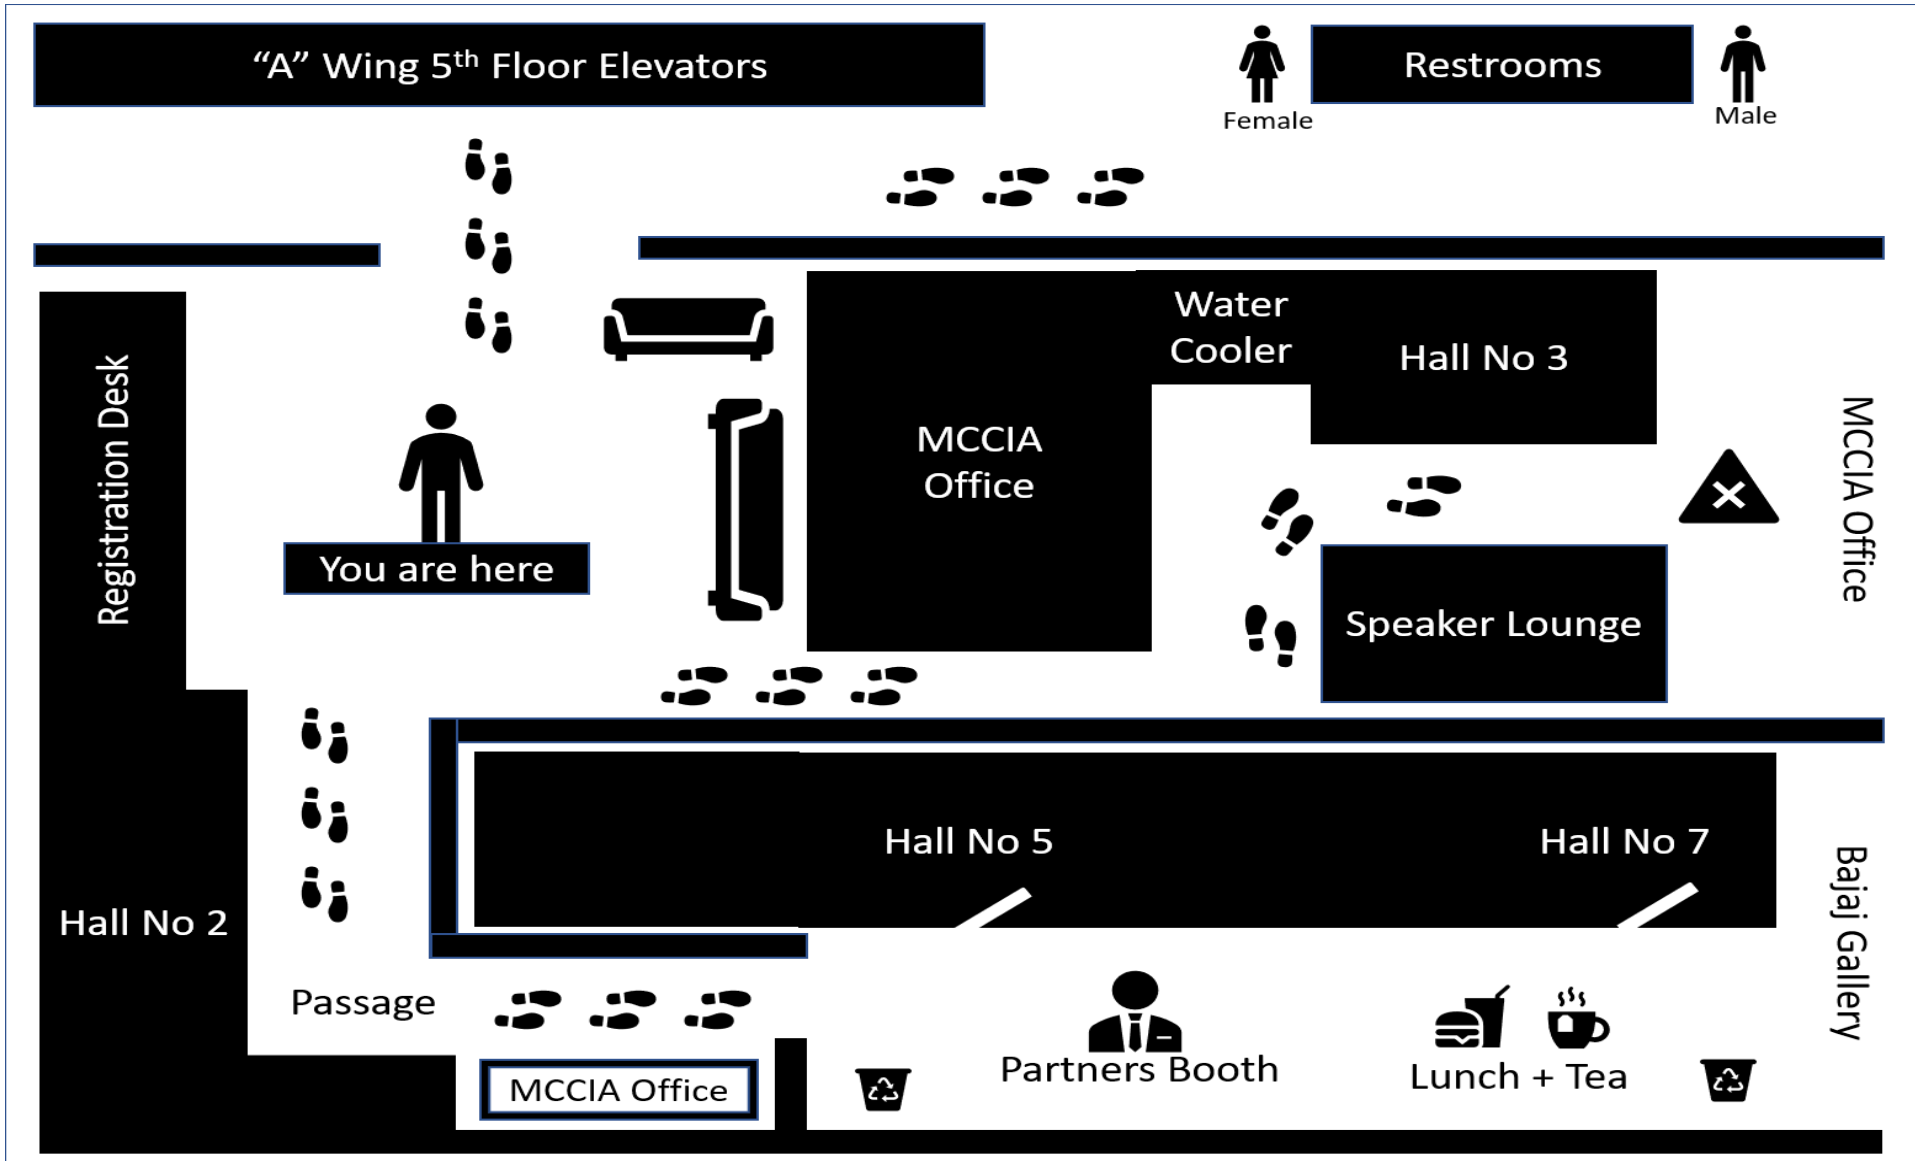 “A” Wing 5th Floor Elevators
Restrooms
Female
Male
Water
Cooler
Hall No 3
Registration Desk
MCCIA
Office
MCCIA Office
You are here
Speaker Lounge
Hall No 5
Hall No 7
Hall No 2
Bajaj Gallery
Passage
Partners Booth
Lunch + Tea
MCCIA Office